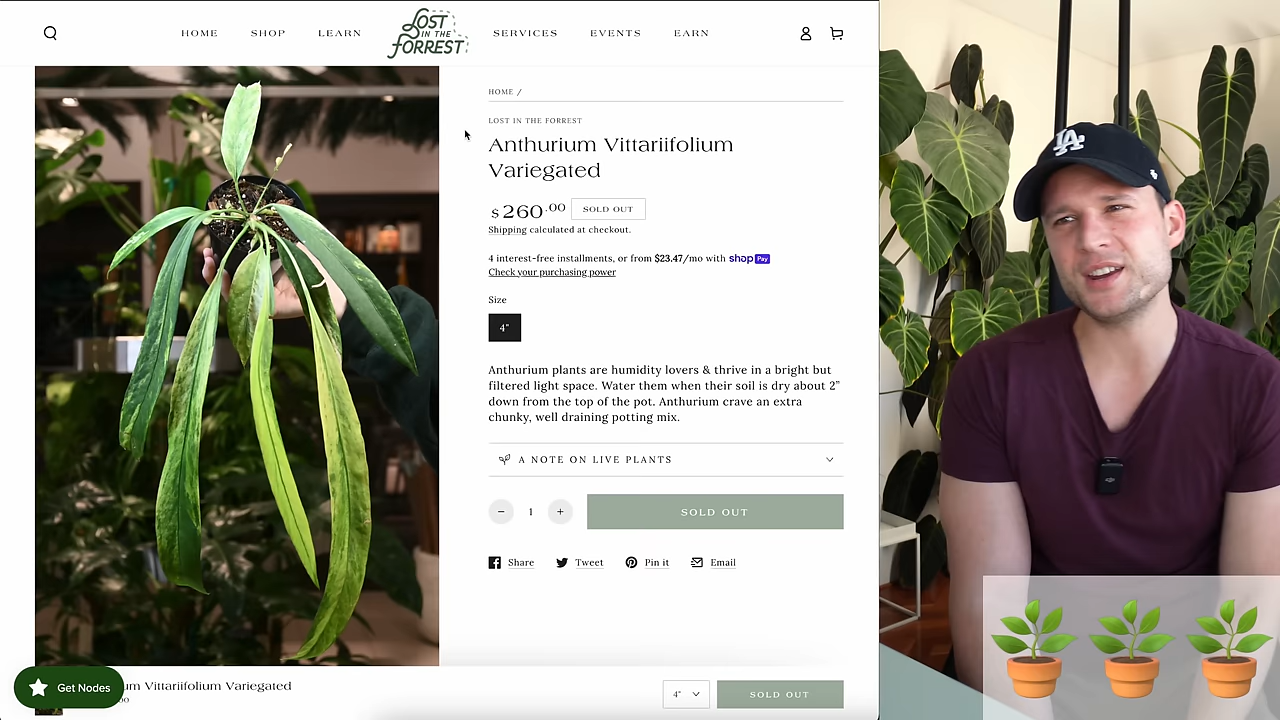 HOME
SHOP
LEARN
LOST
IN THE
FORREST
SERVICES
EVENTS
EARN
HOME /
LOST IN THE FORREST
Anthurium Vittariifolium
Variegated
$260.00 SOLD OUT
Shipping calculated at checkout.
4 interest-free installments, or from $23.47/mo with shop Pay
Check your purchasing power
Size
4"
Anthurium plants are humidity lovers & thrive in a bright but
filtered light space. Water them when their soil is dry about 2”
down from the top of the pot. Anthurium crave an extra
chunky, well draining potting mix.
A NOTE ON LIVE PLANTS
− 1 + SOLD OUT
Share Tweet Pin it Email
Get Nodes
um Vittariifolium Variegated
4" SOLD OUT
LA